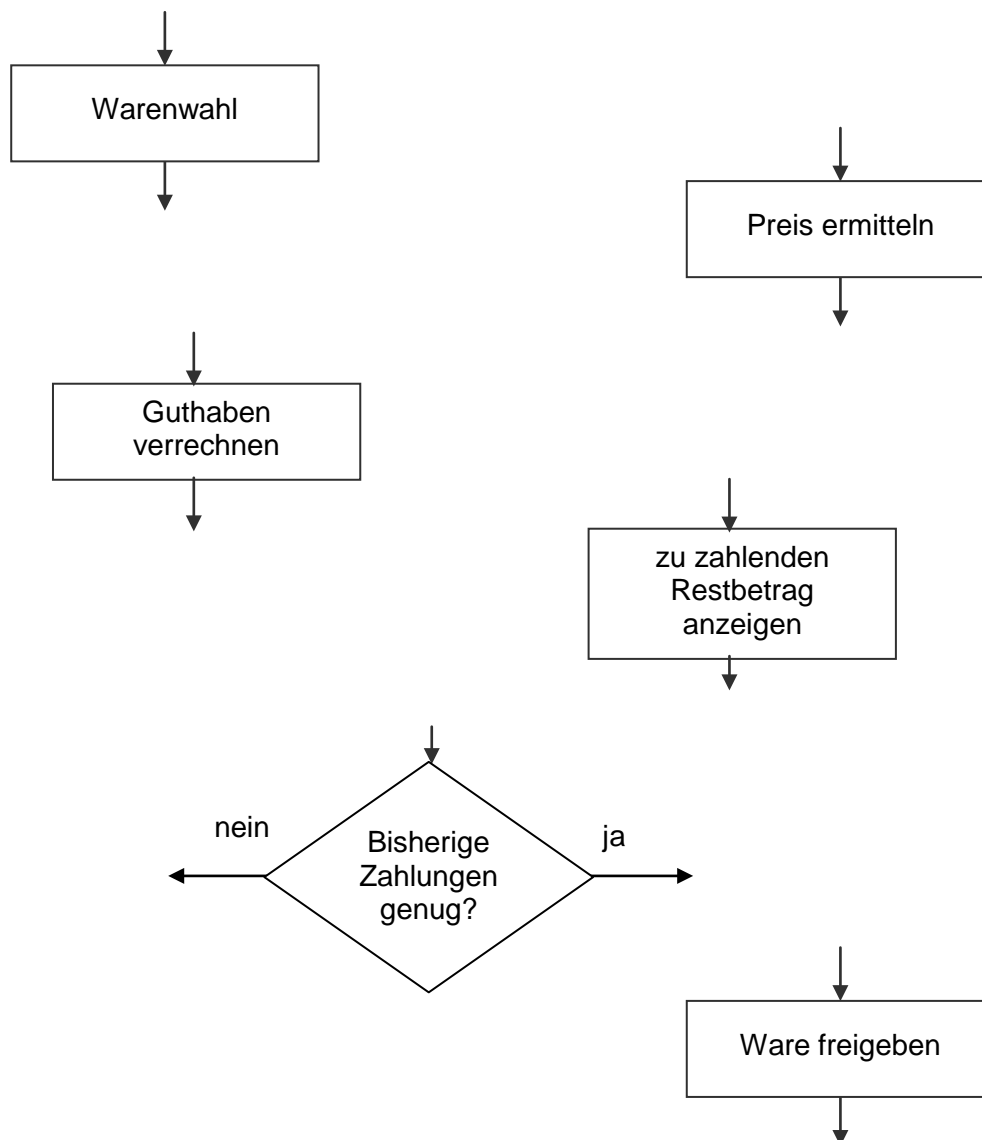 Warenwahl
Preis ermitteln
Guthaben
verrechnen
zu zahlenden
Restbetrag
anzeigen
nein
ja
Bisherige
Zahlungen
genug?
Ware freigeben